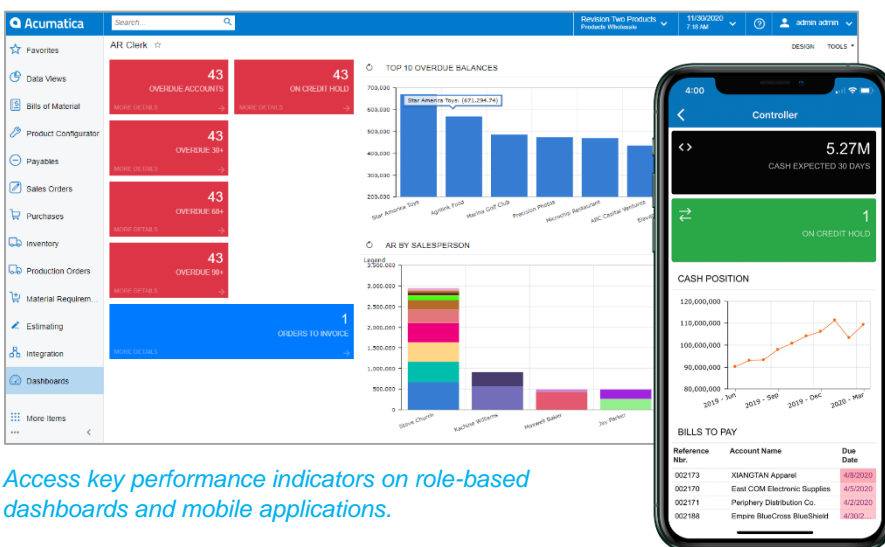 Acumatica
Search...
Revision Two Products
Products Wholesale
11/30/2020
7:18 AM
admin admin
Favorites
Data Views
Bills of Material
Product Configurator
Payables
Sales Orders
Purchases
Inventory
Production Orders
Material Requirem...
Estimating
Integration
Dashboards
More Items
AR Clerk
DESIGN TOOLS
43
OVERDUE ACCOUNTS
MORE DETAILS
43
ON CREDIT HOLD
MORE DETAILS
43
OVERDUE 30+
MORE DETAILS
43
OVERDUE 60+
MORE DETAILS
43
OVERDUE 90+
MORE DETAILS
1
ORDERS TO INVOICE
MORE DETAILS
TOP 10 OVERDUE BALANCES
700,000
Star America Toys: (671,294.74)
600,000
500,000
400,000
300,000
200,000
Star America Toys
Agrilink Food
Marina Golf Club
Precision Photos
Microchip Restaurant
ABC Capital Ventures
AR BY SALESPERSON
Legend
3,500,000
3,000,000
2,500,000
2,000,000
1,500,000
1,000,000
500,000
0
Steve Church
Kachine Williams
Maxwell Baker
Jay Parker
4:00
Controller
5.27M
CASH EXPECTED 30 DAYS
1
ON CREDIT HOLD
CASH POSITION
120,000,000
110,000,000
100,000,000
90,000,000
80,000,000
2019 - Jun
2019 - Sep
2019 - Dec
2020 - Mar
BILLS TO PAY
Reference Nbr. Account Name Due Date
002173 XIANGTAN Apparel 4/8/2020
002170 East COM Electronic Supplies 4/5/2020
002171 Periphery Distribution Co. 4/2/2020
002188 Empire BlueCross BlueShield 4/30/2...
Access key performance indicators on role-based
dashboards and mobile applications.